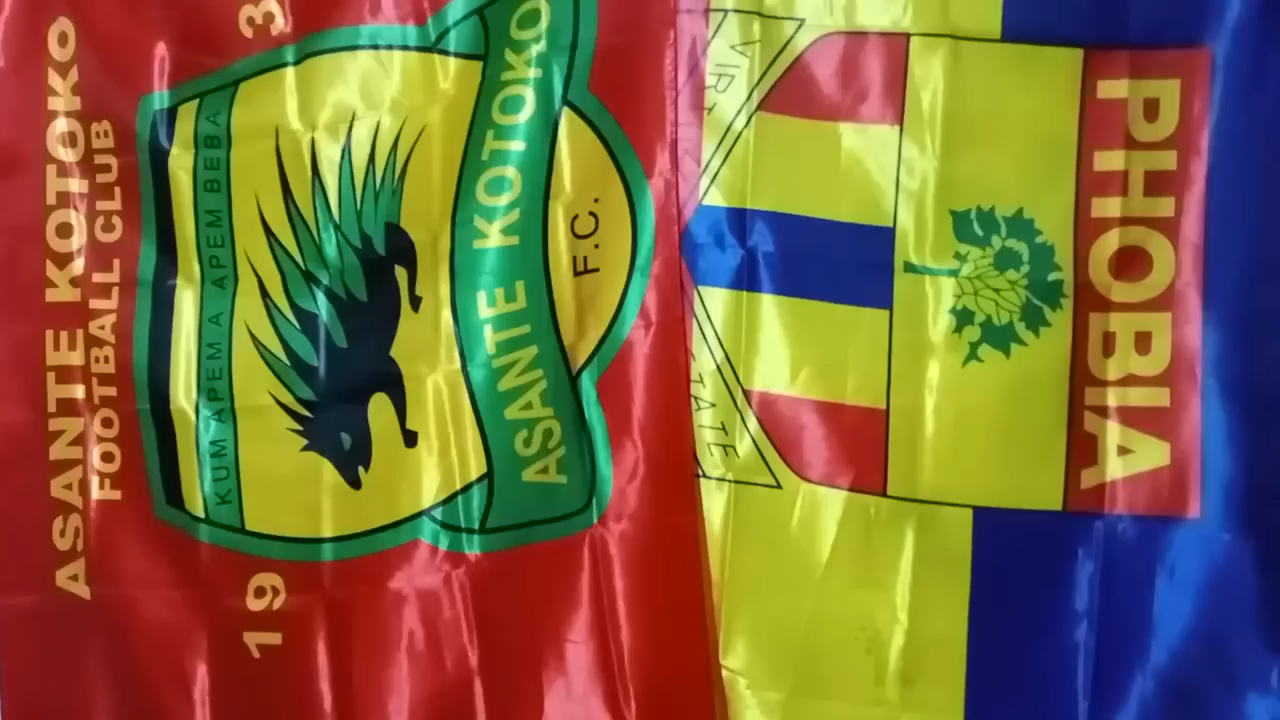 ASANTE KOTOKO
FOOTBALL CLUB
19 3
KUM APEM A APEM BEBA
ASANTE KOTOKO
F.C.
PHOBIA